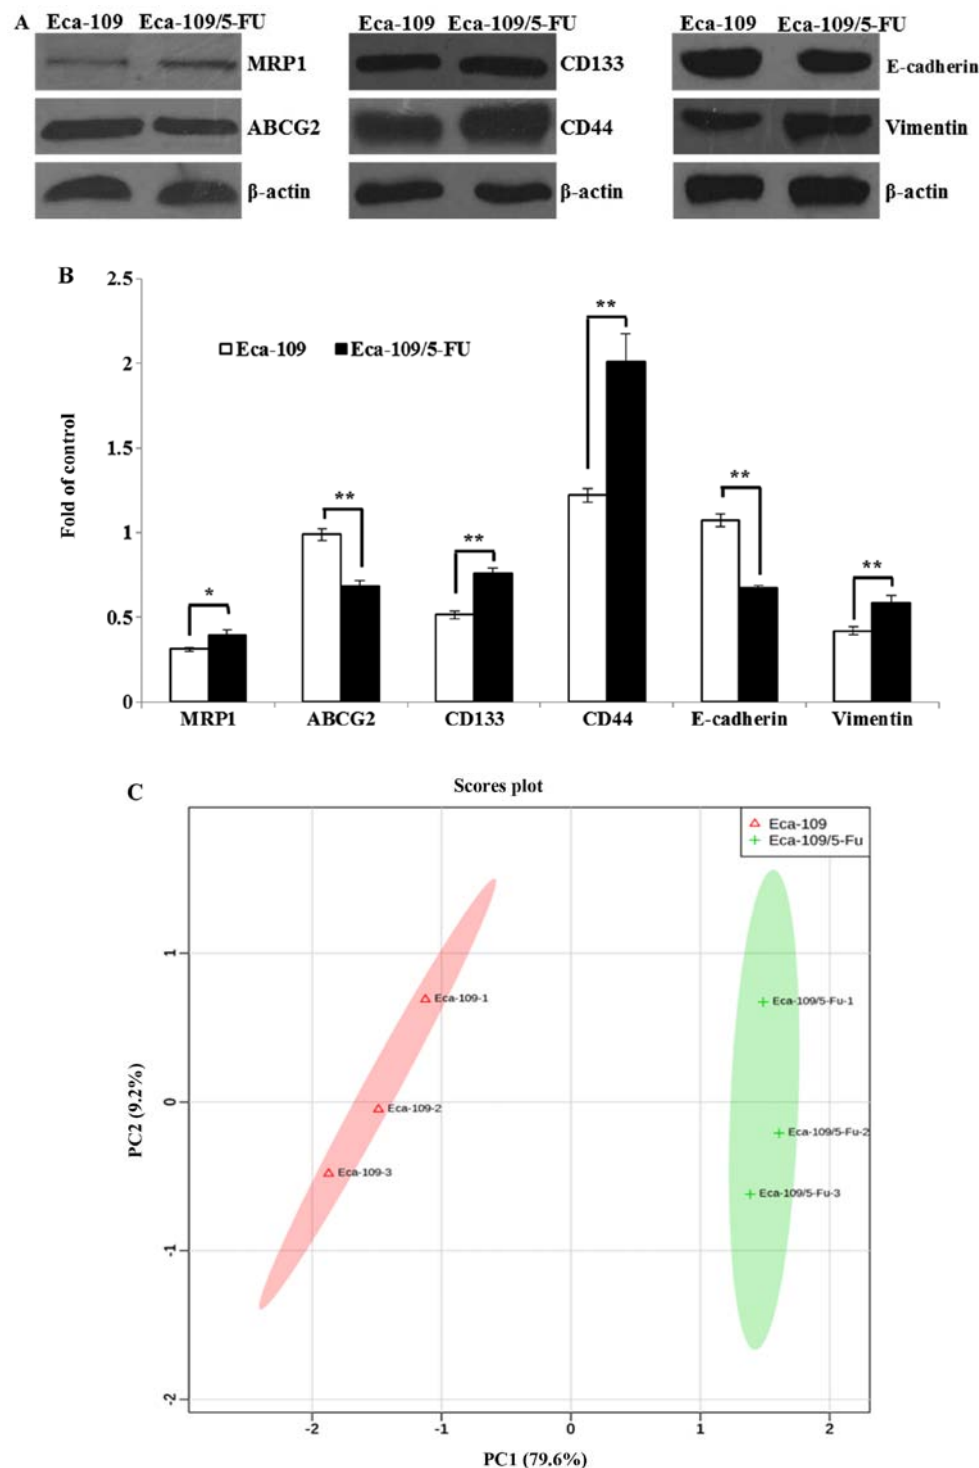 A
Eca-109 Eca-109/5-FU
MRP1
ABCG2
β-actin
Eca-109 Eca-109/5-FU
CD133
CD44
β-actin
Eca-109 Eca-109/5-FU
E-cadherin
Vimentin
β-actin
B
2.5
2
1.5
1
0.5
0
Fold of control
Eca-109 Eca-109/5-FU
*
**
**
**
**
**
MRP1 ABCG2 CD133 CD44 E-cadherin Vimentin
C
Scores plot
Eca-109
Eca-109/5-Fu
Eca-109-1
Eca-109-2
Eca-109-3
Eca-109/5-Fu-1
Eca-109/5-Fu-2
Eca-109/5-Fu-3
PC2 (9.2%)
1
0
-1
-2
-2 -1 0 1 2
PC1 (79.6%)